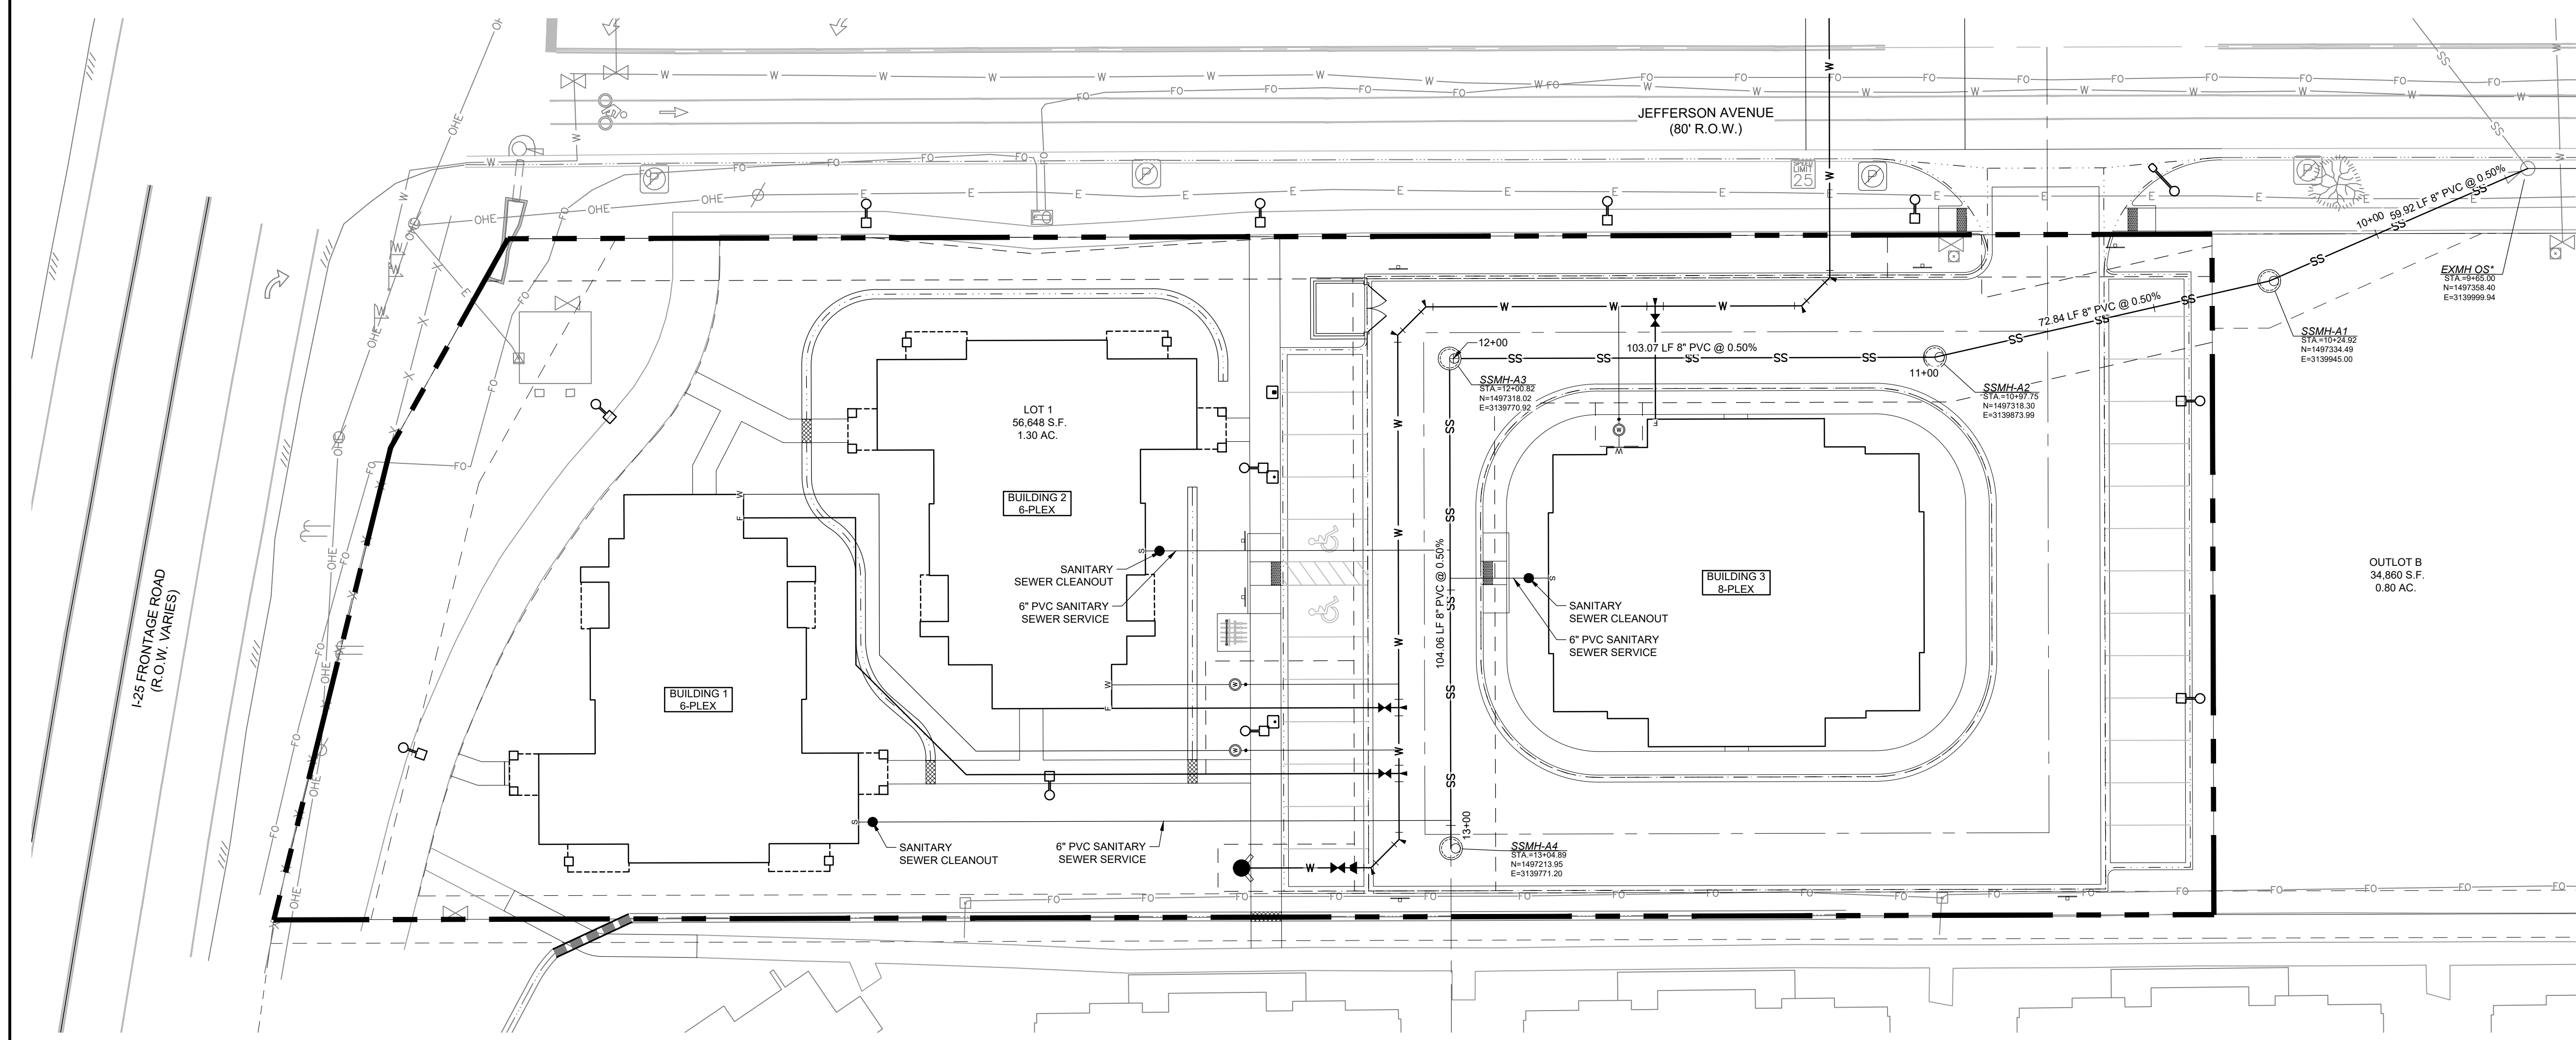 JEFFERSON AVENUE
(80' R.O.W.)
SPEED
LIMIT
25
10+00
59.92 LF 8" PVC @ 0.50%
EXMH OS*
STA.=9+65.00
N=1497358.40
E=3139999.94
72.84 LF 8" PVC @ 0.50%
SSMH-A1
STA.=10+24.92
N=1497334.49
E=3139945.00
12+00
103.07 LF 8" PVC @ 0.50%
11+00
SSMH-A3
STA.=12+00.82
N=1497318.02
E=3139770.92
SSMH-A2
STA.=10+97.75
N=1497318.30
E=3139873.99
LOT 1
56,648 S.F.
1.30 AC.
BUILDING 2
6-PLEX
SANITARY
SEWER CLEANOUT
6" PVC SANITARY
SEWER SERVICE
104.06 LF 8" PVC @ 0.50%
BUILDING 3
8-PLEX
SANITARY
SEWER CLEANOUT
6" PVC SANITARY
SEWER SERVICE
OUTLOT B
34,860 S.F.
0.80 AC.
I-25 FRONTAGE ROAD
(R.O.W. VARIES)
BUILDING 1
6-PLEX
SANITARY
SEWER CLEANOUT
6" PVC SANITARY
SEWER SERVICE
13+00
SSMH-A4
STA.=13+04.89
N=1497213.95
E=3139771.20